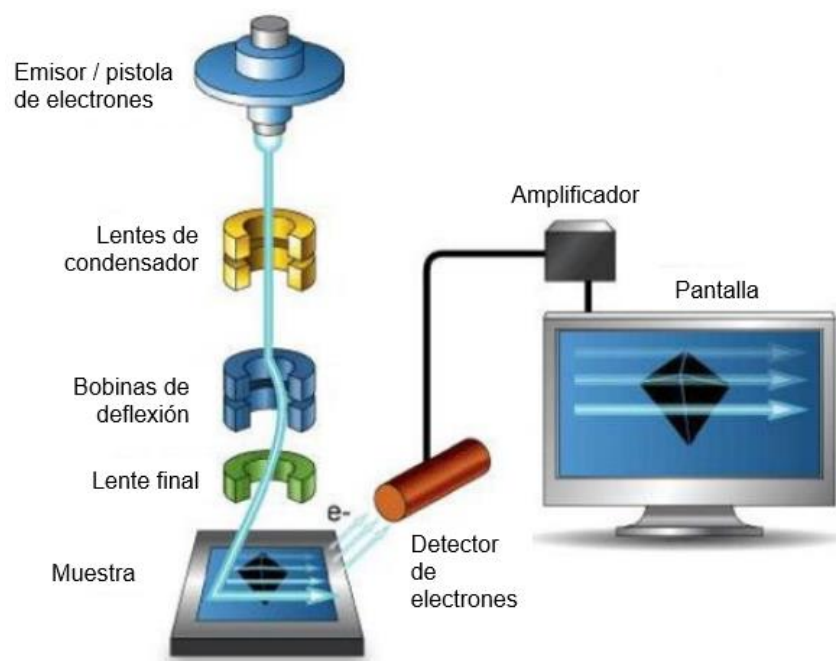 Emisor / pistola
de electrones
Lentes de
condensador
Bobinas de
deflexión
Lente final
Muestra
e-
Detector
de
electrones
Amplificador
Pantalla